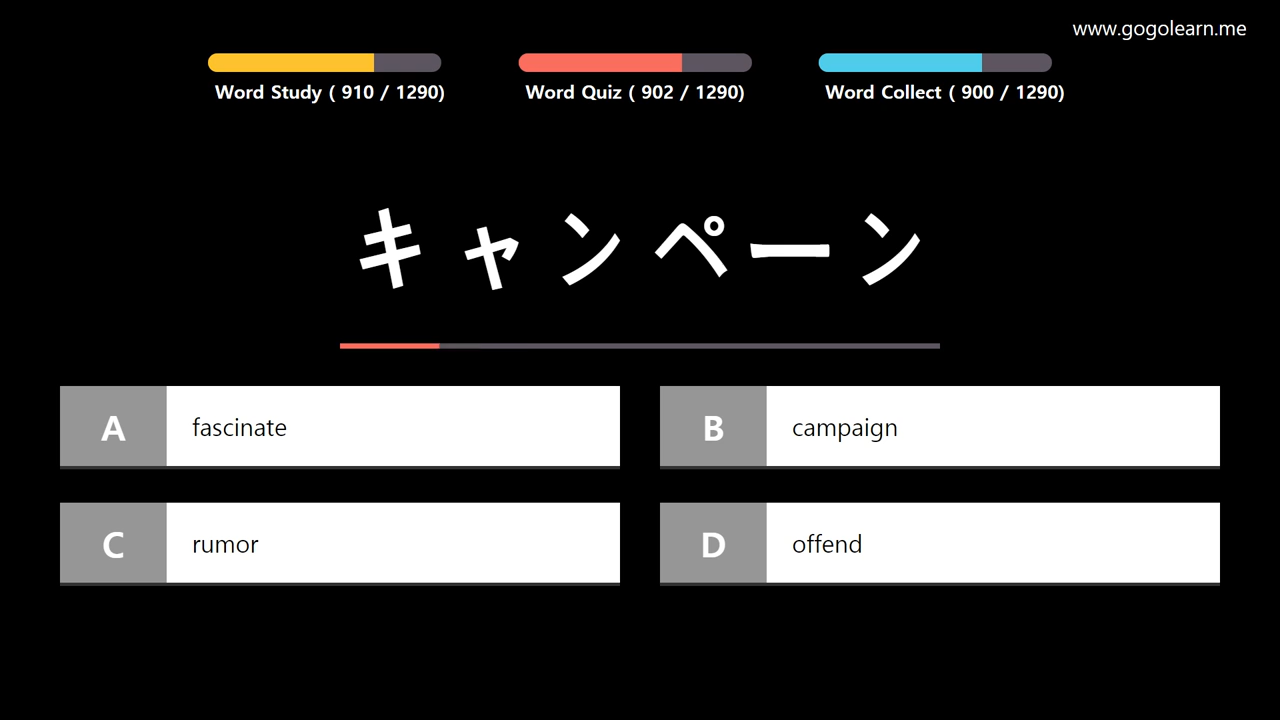 www.gogolearn.me
Word Study ( 910 / 1290)
Word Quiz ( 902 / 1290)
Word Collect ( 900 / 1290)
キャンペーン
A fascinate
B campaign
C rumor
D offend